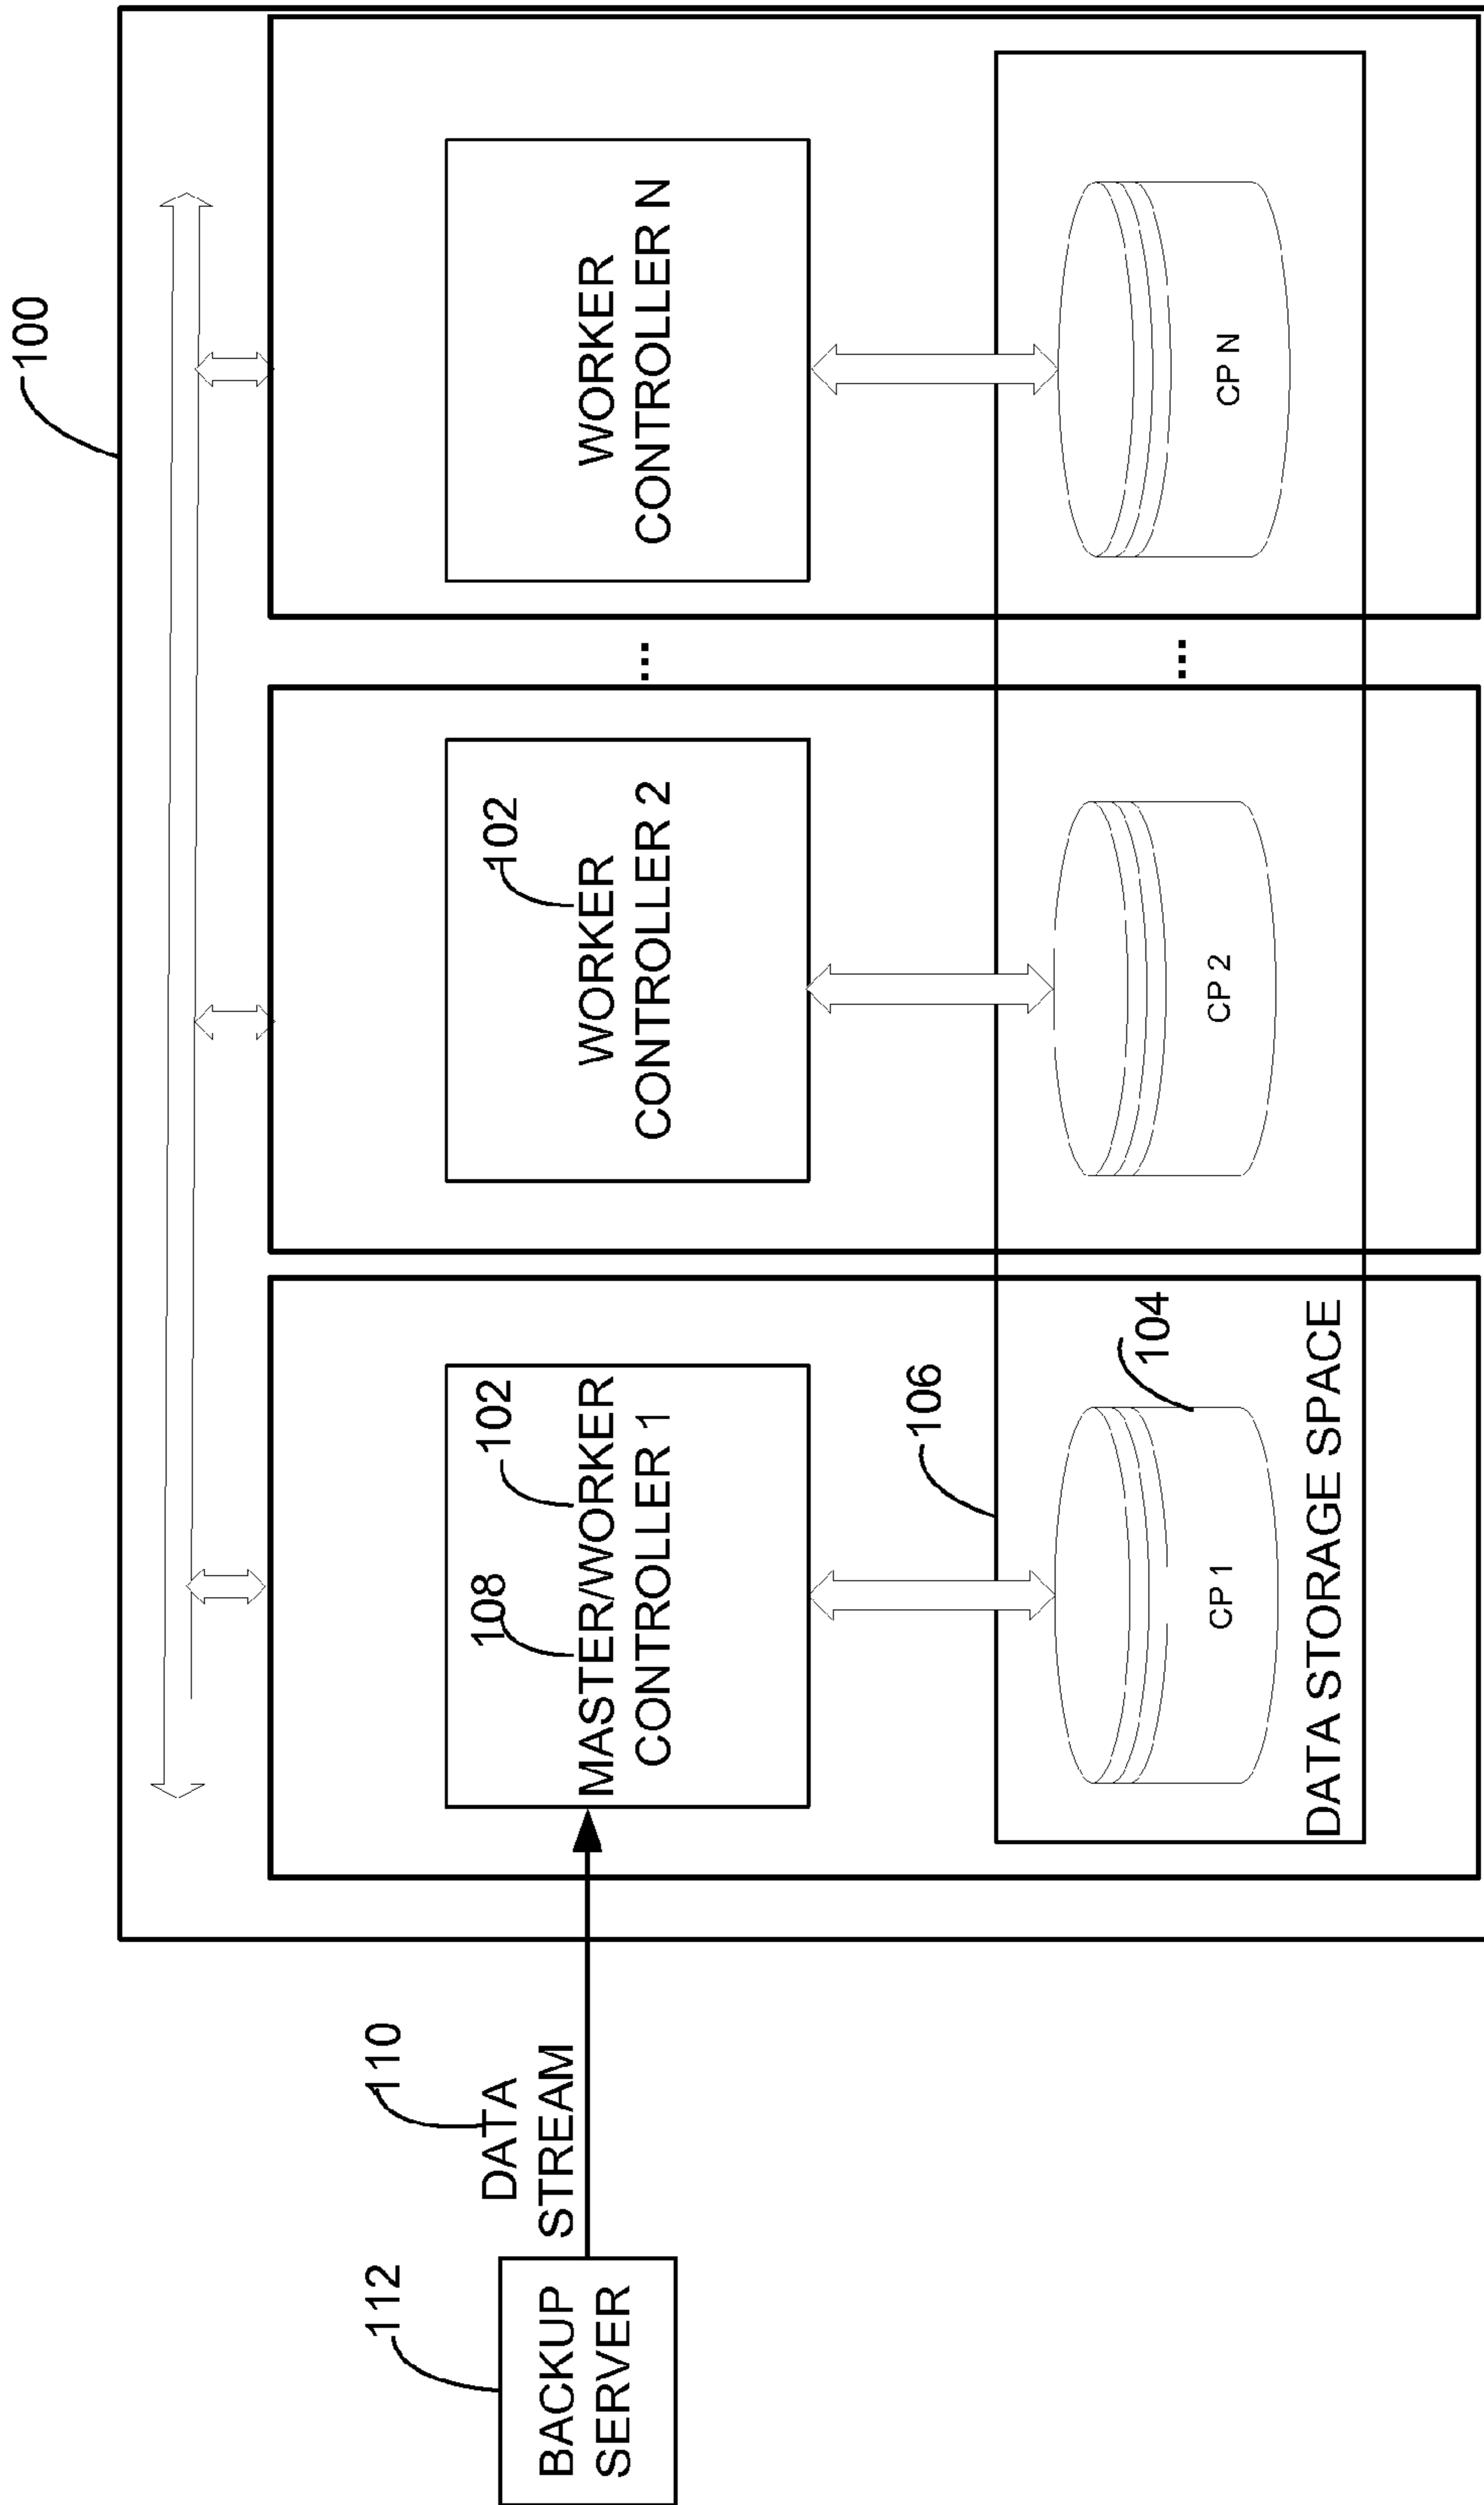 100
112
BACKUP
SERVER
110
DATA
STREAM
108
102
MASTER/WORKER
CONTROLLER 1
102
WORKER
CONTROLLER 2
...
WORKER
CONTROLLER N
106
104
CP 1
CP 2
...
CP N
DATA STORAGE SPACE